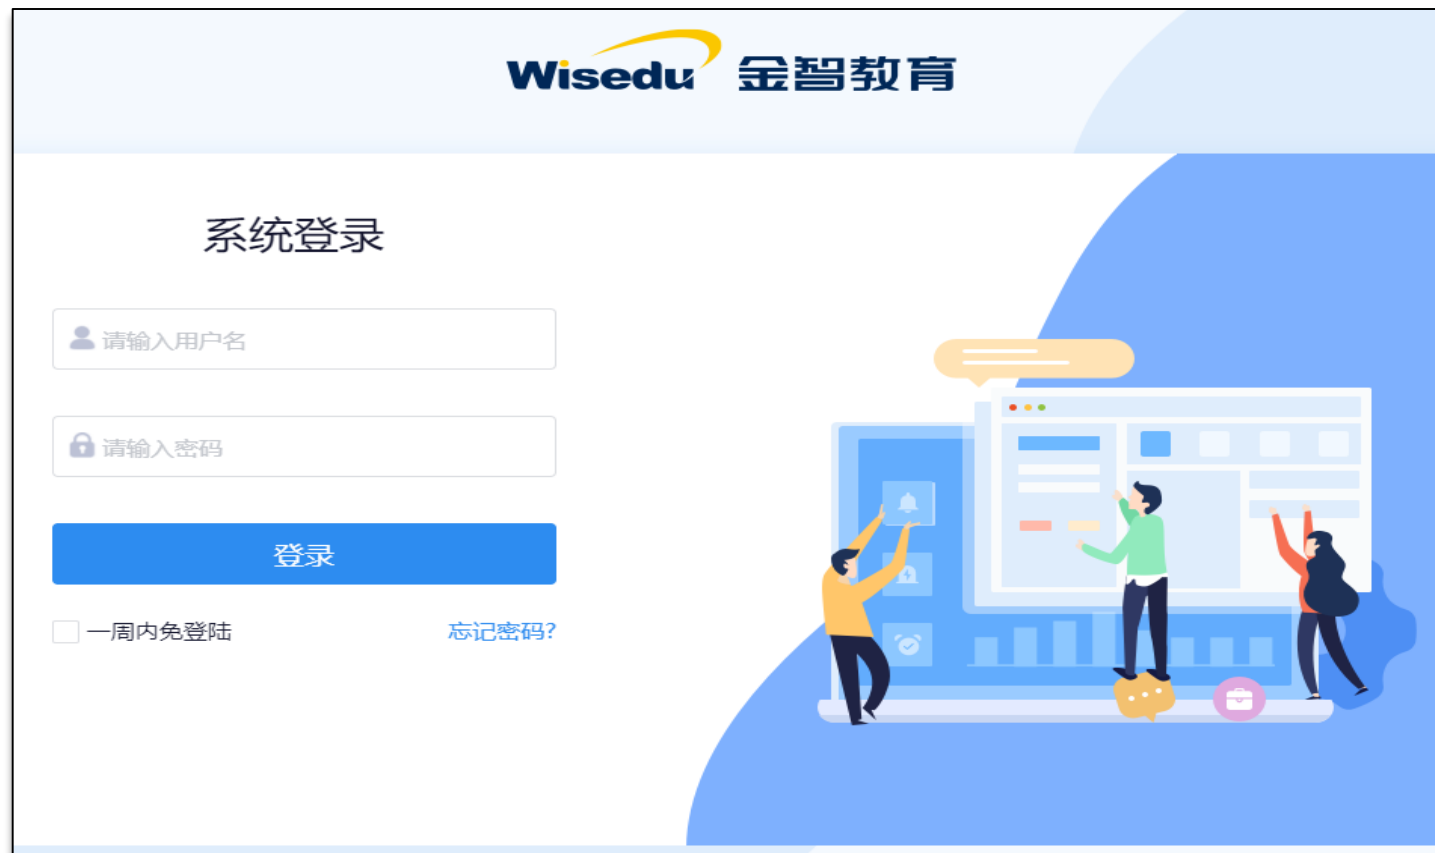 Wisedu 金智教育
系统登录
请输入用户名
请输入密码
登录
一周内免登陆 忘记密码?